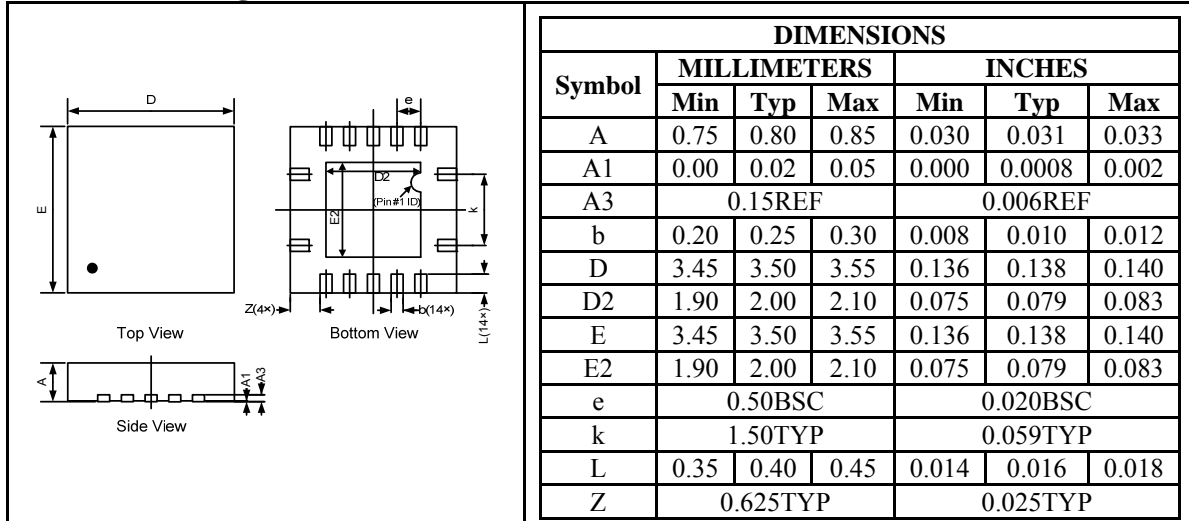 D
e
E
D2
(Pin#1 ID)
E2
k
Z(4×)
b(14×)
L(14×)
Top View
Bottom View
A
A1
A3
Side View
DIMENSIONS
Symbol MILLIMETERS INCHES
Min Typ Max Min Typ Max
A 0.75 0.80 0.85 0.030 0.031 0.033
A1 0.00 0.02 0.05 0.000 0.0008 0.002
A3 0.15REF 0.006REF
b 0.20 0.25 0.30 0.008 0.010 0.012
D 3.45 3.50 3.55 0.136 0.138 0.140
D2 1.90 2.00 2.10 0.075 0.079 0.083
E 3.45 3.50 3.55 0.136 0.138 0.140
E2 1.90 2.00 2.10 0.075 0.079 0.083
e 0.50BSC 0.020BSC
k 1.50TYP 0.059TYP
L 0.35 0.40 0.45 0.014 0.016 0.018
Z 0.625TYP 0.025TYP